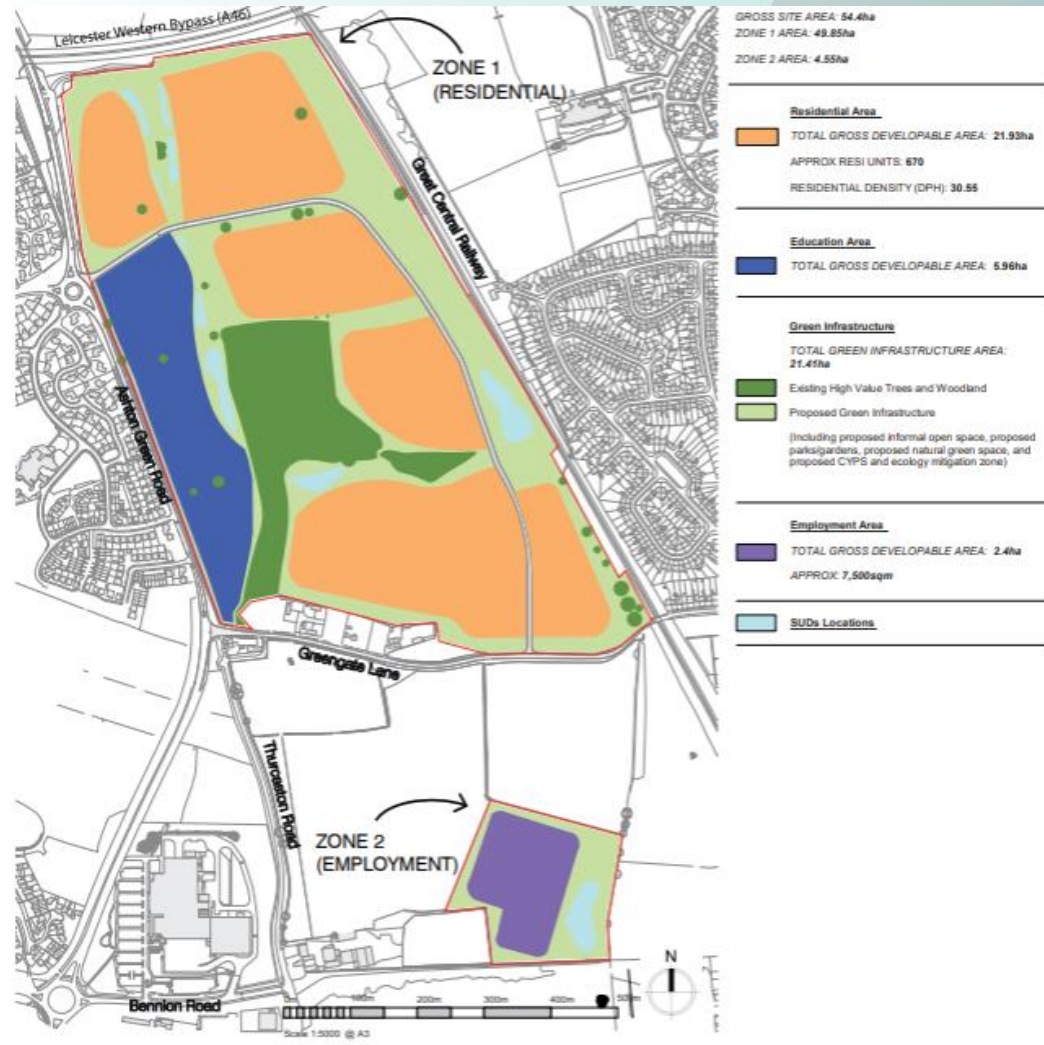 Leicester Western Bypass (A46)
ZONE 1
(RESIDENTIAL)
Great Central Railway
Ashton Green Road
Greengate Lane
Thurcaston Road
ZONE 2
(EMPLOYMENT)
Bennion Road
N
0m 100m 200m 300m 400m 500m
Scale 1:5000 @ A3
GROSS SITE AREA: 54.4ha
ZONE 1 AREA: 49.85ha
ZONE 2 AREA: 4.55ha
Residential Area
TOTAL GROSS DEVELOPABLE AREA: 21.93ha
APPROX RESI UNITS: 670
RESIDENTIAL DENSITY (DPH): 30.55
Education Area
TOTAL GROSS DEVELOPABLE AREA: 5.96ha
Green Infrastructure
TOTAL GREEN INFRASTRUCTURE AREA:
21.41ha
Existing High Value Trees and Woodland
Proposed Green Infrastructure
(Including proposed informal open space, proposed
parks/gardens, proposed natural green space, and
proposed CYPS and ecology mitigation zone)
Employment Area
TOTAL GROSS DEVELOPABLE AREA: 2.4ha
APPROX: 7,500sqm
SUDs Locations